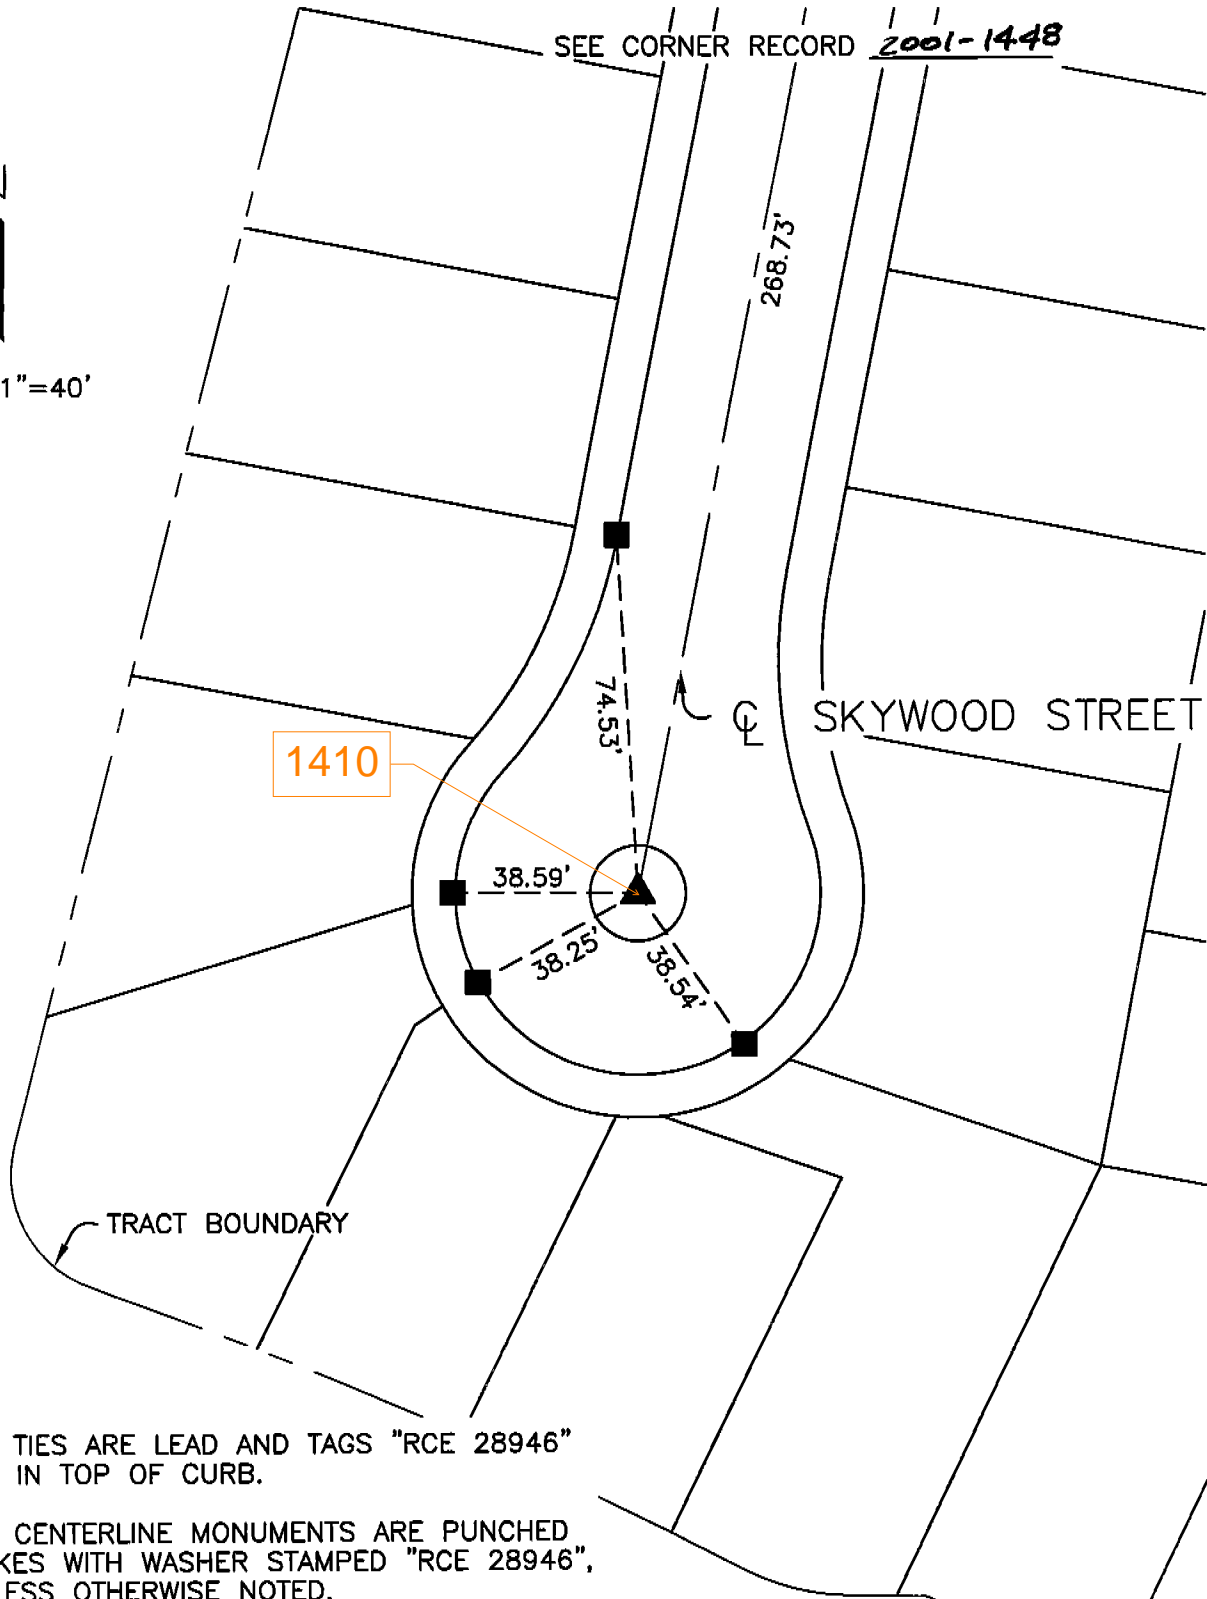 SEE CORNER RECORD 2001-1448
268.73'
1"=40'
74.53'
℄ SKYWOOD STREET
1410
38.59'
38.25'
38.54'
TRACT BOUNDARY
TIES ARE LEAD AND TAGS "RCE 28946"
IN TOP OF CURB.
CENTERLINE MONUMENTS ARE PUNCHED
KES WITH WASHER STAMPED "RCE 28946",
ESS OTHERWISE NOTED.